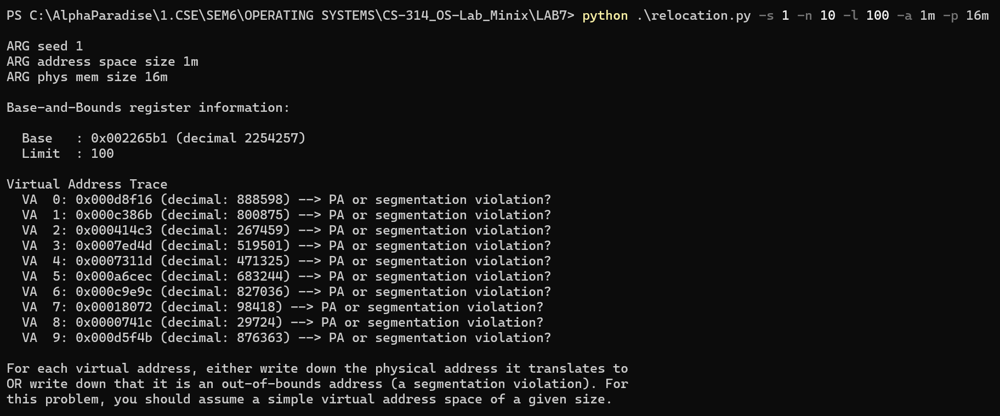 PS C:\AlphaParadise\1.CSE\SEM6\OPERATING SYSTEMS\CS-314_OS-Lab_Minix\LAB7> python .\relocation.py -s 1 -n 10 -l 100 -a 1m -p 16m
ARG seed 1
ARG address space size 1m
ARG phys mem size 16m
Base-and-Bounds register information:
Base   : 0x002265b1 (decimal 2254257)
Limit  : 100
Virtual Address Trace
VA  0: 0x000d8f16 (decimal: 888598) --> PA or segmentation violation?
VA  1: 0x000c386b (decimal: 800875) --> PA or segmentation violation?
VA  2: 0x000414c3 (decimal: 267459) --> PA or segmentation violation?
VA  3: 0x0007ed4d (decimal: 519501) --> PA or segmentation violation?
VA  4: 0x0007311d (decimal: 471325) --> PA or segmentation violation?
VA  5: 0x000a6cec (decimal: 683244) --> PA or segmentation violation?
VA  6: 0x000c9e9c (decimal: 827036) --> PA or segmentation violation?
VA  7: 0x00018072 (decimal: 98418) --> PA or segmentation violation?
VA  8: 0x0000741c (decimal: 29724) --> PA or segmentation violation?
VA  9: 0x000d5f4b (decimal: 876363) --> PA or segmentation violation?
For each virtual address, either write down the physical address it translates to
OR write down that it is an out-of-bounds address (a segmentation violation). For
this problem, you should assume a simple virtual address space of a given size.